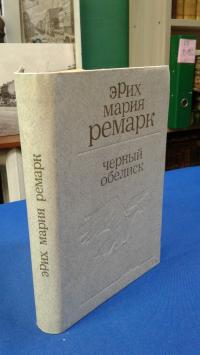 эрих
мария
ремарк
черный
обелиск
эрих мария ремарк